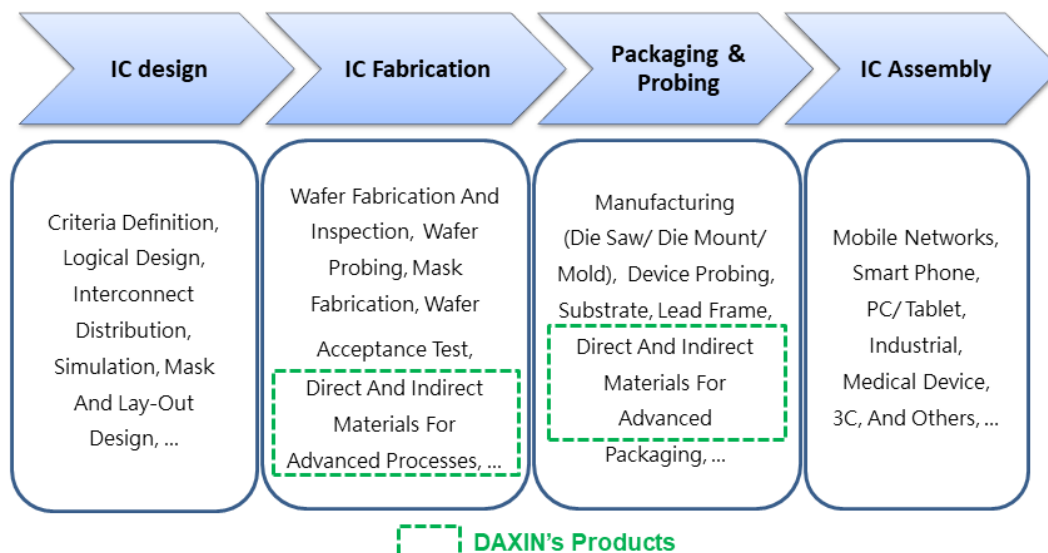 IC design
IC Fabrication
Packaging &
Probing
IC Assembly
Criteria Definition,
Logical Design,
Interconnect
Distribution,
Simulation, Mask
And Lay-Out
Design, ...
Wafer Fabrication And
Inspection, Wafer
Probing, Mask
Fabrication, Wafer
Acceptance Test,
Direct And Indirect
Materials For
Advanced Processes, ...
Manufacturing
(Die Saw/ Die Mount/
Mold), Device Probing,
Substrate, Lead Frame,
Direct And Indirect
Materials For
Advanced
Packaging, ...
Mobile Networks,
Smart Phone,
PC/ Tablet,
Industrial,
Medical Device,
3C, And Others, ...
DAXIN's Products